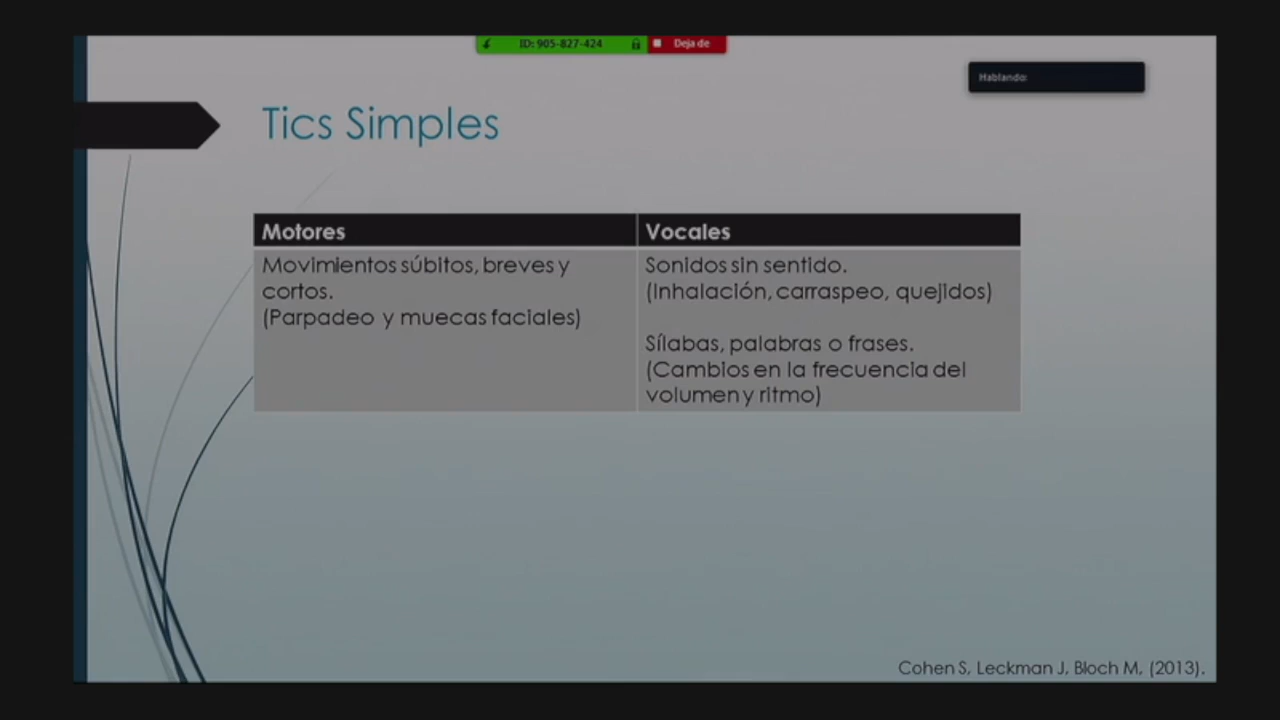 ID: 905-827-424
Deja de
Hablando:
Tics Simples
Motores
Vocales
Movimientos súbitos, breves y
cortos.
(Parpadeo y muecas faciales)
Sonidos sin sentido.
(Inhalación, carraspeo, quejidos)
Sílabas, palabras o frases.
(Cambios en la frecuencia del
volumen y ritmo)
Cohen S, Leckman J, Bloch M, (2013).